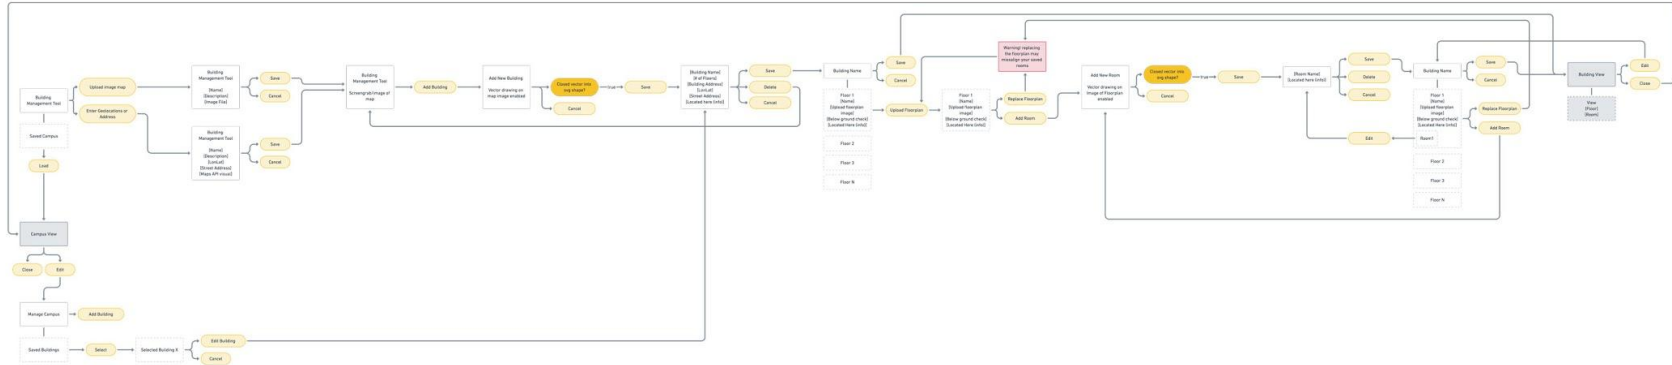 Building
Management Tool
Saved Campus
Load
Upload image map
Enter Geolocations or
Address
Building
Management Tool
[Name]
[Description]
[Image File]
Save
Cancel
Building
Management Tool
[Name]
[Description]
[Lon/Lat]
[Street Address]
[Maps API visual]
Save
Cancel
Building
Management Tool
Screengrab/Image of
map
Add Building
Add New Building
Vector drawing on
map image enabled
Closed vector into
svg shape?
true
Cancel
Save
[Building Name]
[# of Floors]
[Building Address]
[Lon/Lat]
[Street Address]
[Located here info]
Save
Delete
Cancel
Building Name
Save
Cancel
Floor 1
[Name]
[Upload floorplan
image]
[Below ground check]
[Located Here (info)]
Floor 2
Floor 3
Floor N
Upload Floorplan
Floor 1
[Name]
[Upload floorplan
image]
[Below ground check]
[Located Here (info)]
Warning! replacing
the floorplan may
misalign your saved
rooms
Replace Floorplan
Add Room
Add New Room
Vector drawing on
image of Floorplan
enabled
Closed vector into
svg shape?
true
Cancel
Save
[Room Name]
[Located here (info)]
Save
Delete
Cancel
Edit
Building Name
Save
Cancel
Floor 1
[Name]
[Upload floorplan
image]
[Below ground check]
[Located Here (info)]
Room1
Floor 2
Floor 3
Floor N
Replace Floorplan
Add Room
Building View
View
[Floor]
[Room]
Edit
Close
Campus View
Close
Edit
Manage Campus
Add Building
Saved Buildings
Select
Selected Building X
Edit Building
Cancel